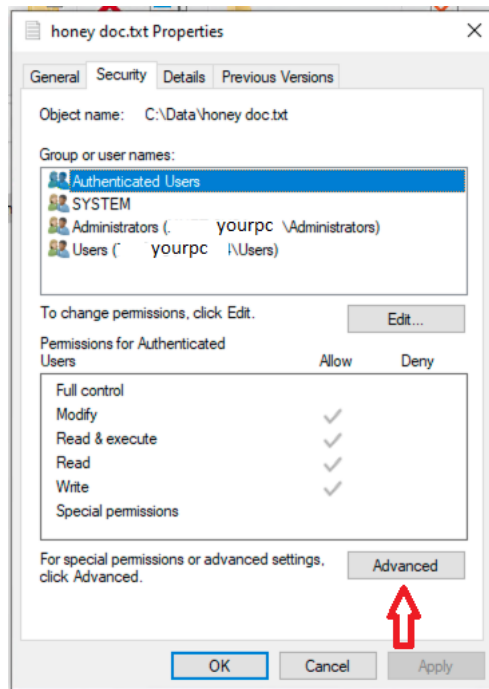 honey doc.txt Properties
General Security Details Previous Versions
Object name: C:\Data\honey doc.txt
Group or user names:
Authenticated Users
SYSTEM
Administrators ( yourpc \Administrators)
Users ( yourpc \Users)
To change permissions, click Edit.
Edit...
Permissions for Authenticated
Users Allow Deny
Full control
Modify
Read & execute
Read
Write
Special permissions
For special permissions or advanced settings,
click Advanced.
Advanced
OK Cancel Apply